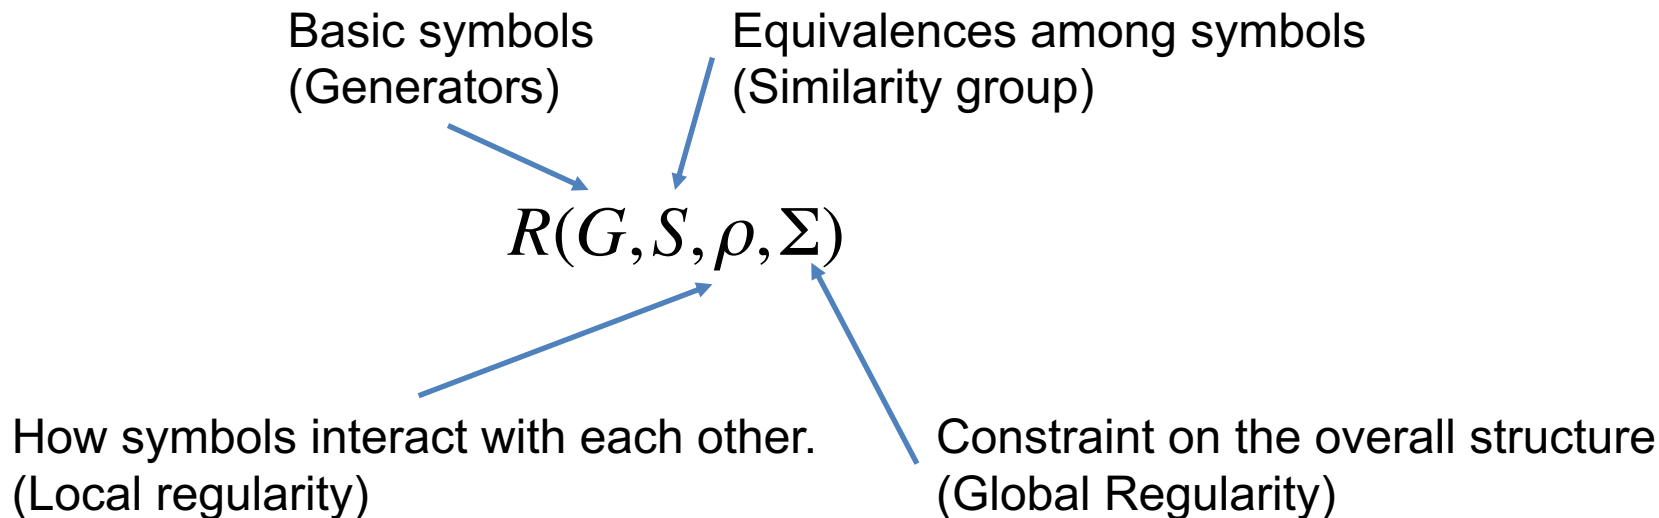 Basic symbols
(Generators)
Equivalences among symbols
(Similarity group)
R(G,S,ρ,Σ)
How symbols interact with each other.
(Local regularity)
Constraint on the overall structure
(Global Regularity)